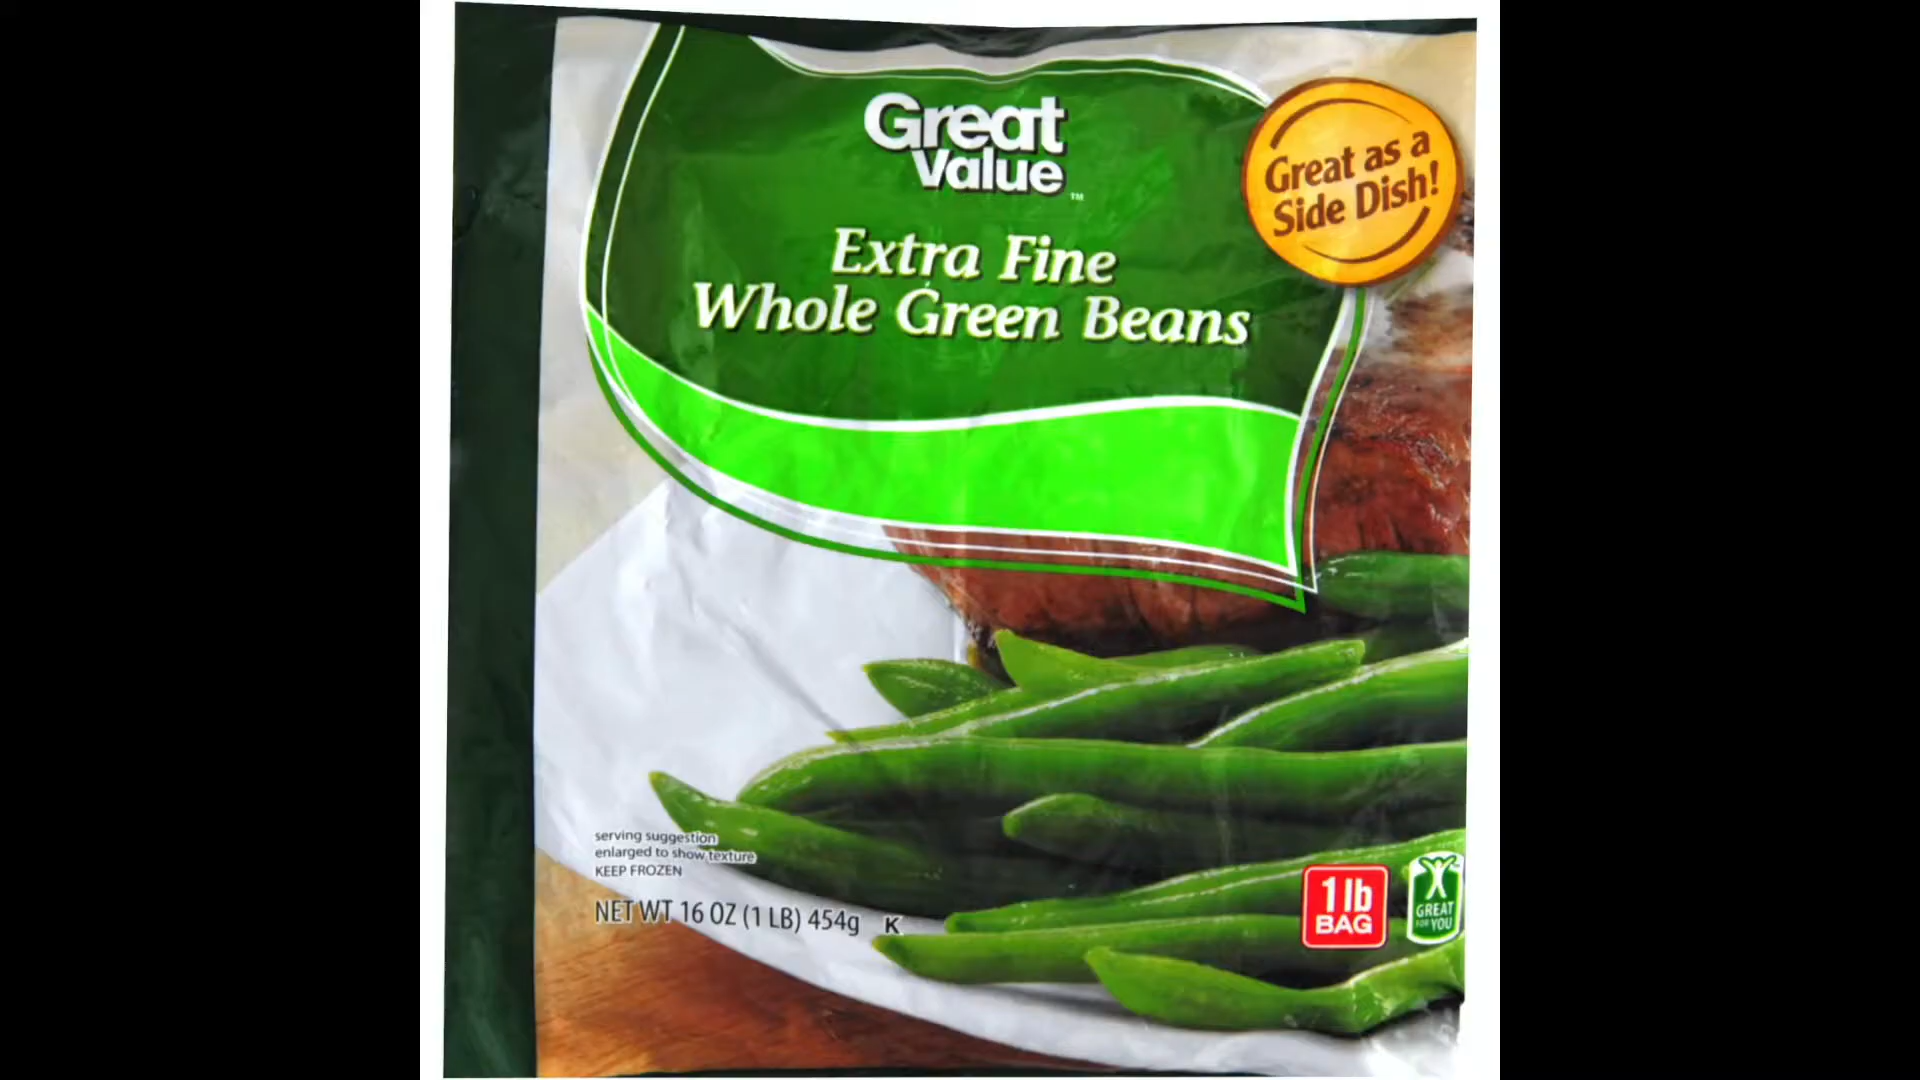 Great
Value
™
Great as a
Side Dish!
Extra Fine
Whole Green Beans
serving suggestion
enlarged to show texture
KEEP FROZEN
NET WT 16 OZ (1 LB) 454g K
1 lb
BAG
GREAT
FOR YOU